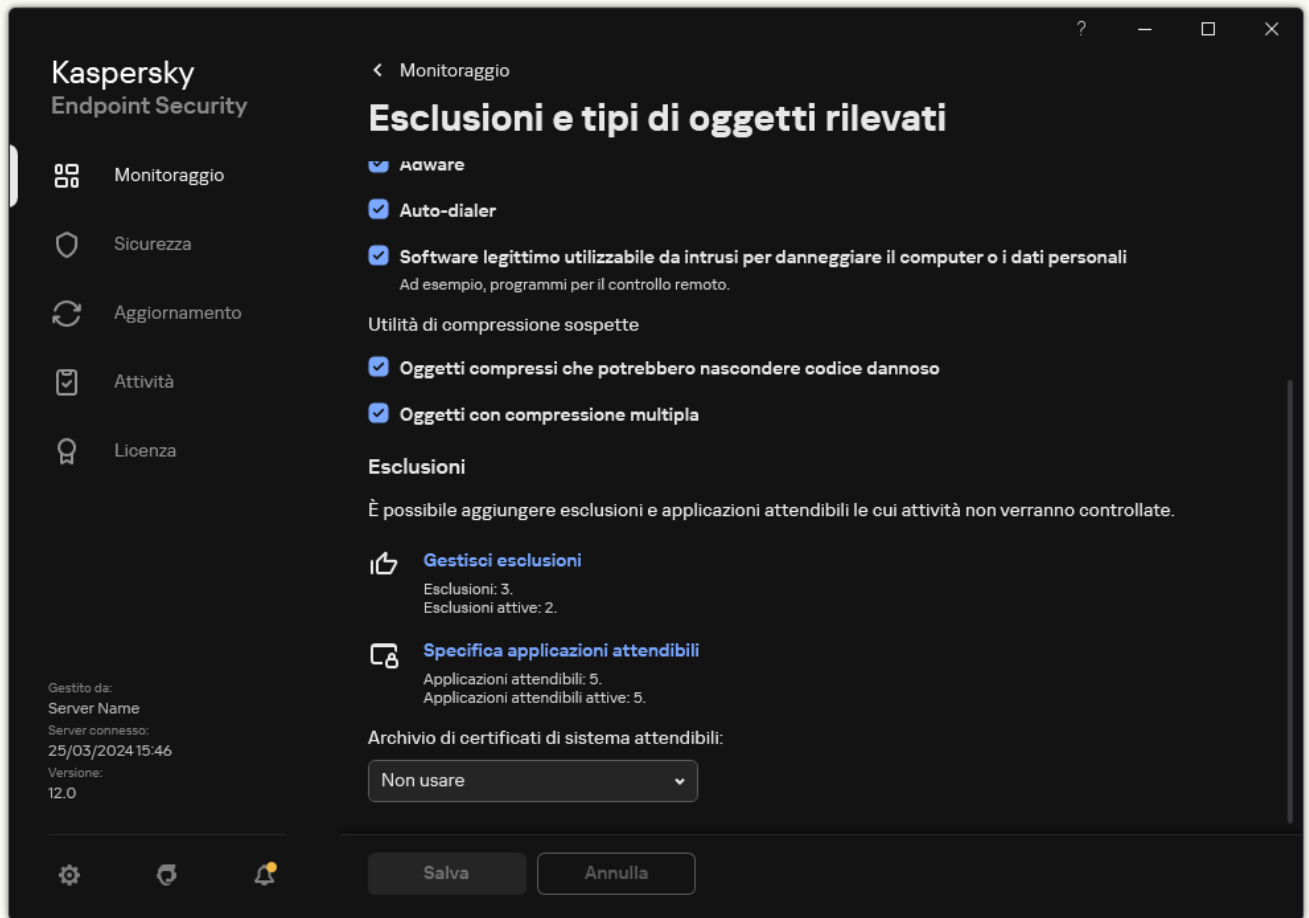 ?
Kaspersky
Endpoint Security
Monitoraggio
Sicurezza
Aggiornamento
Attività
Licenza
Gestito da:
Server Name
Server connesso:
25/03/2024 15:46
Versione:
12.0
Monitoraggio
Esclusioni e tipi di oggetti rilevati
Adware
Auto-dialer
Software legittimo utilizzabile da intrusi per danneggiare il computer o i dati personali
Ad esempio, programmi per il controllo remoto.
Utilità di compressione sospette
Oggetti compressi che potrebbero nascondere codice dannoso
Oggetti con compressione multipla
Esclusioni
È possibile aggiungere esclusioni e applicazioni attendibili le cui attività non verranno controllate.
Gestisci esclusioni
Esclusioni: 3.
Esclusioni attive: 2.
Specifica applicazioni attendibili
Applicazioni attendibili: 5.
Applicazioni attendibili attive: 5.
Archivio di certificati di sistema attendibili:
Non usare
Salva
Annulla